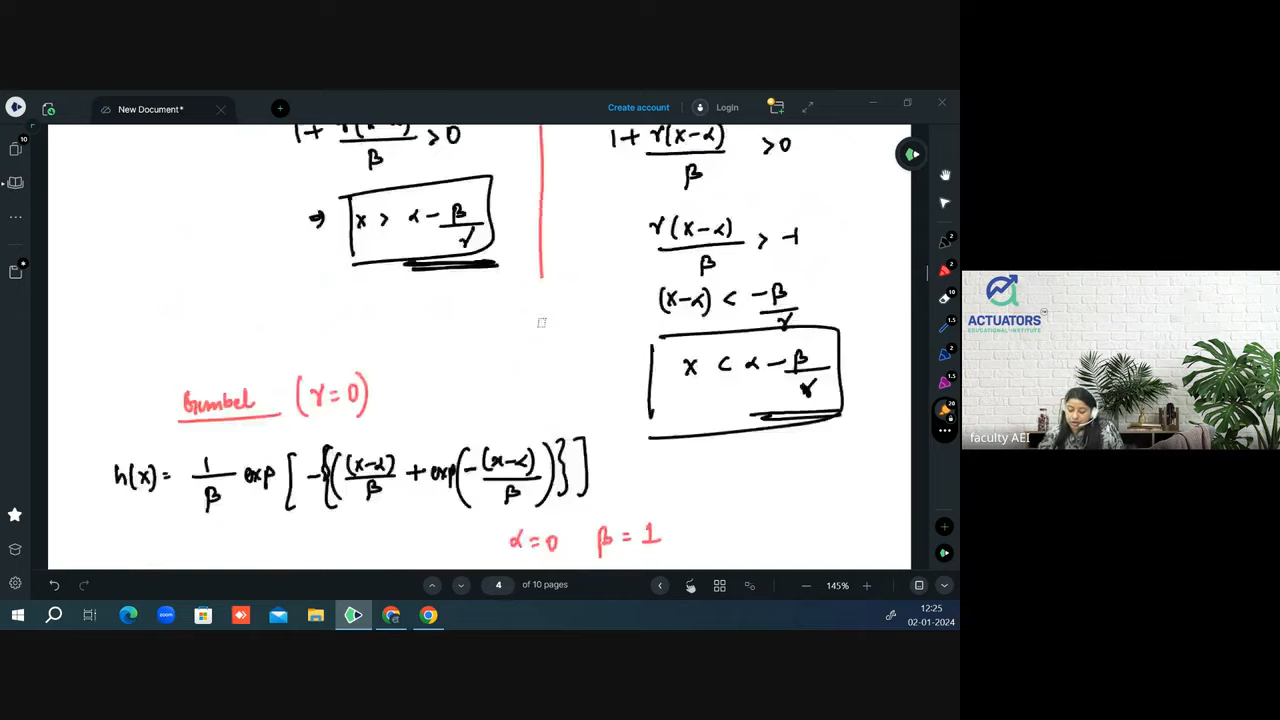 New Document*
Create account
Login
1 + γ(x-α)/β > 0
⇒ x > α - β/γ
1 + γ(x-α)/β > 0
γ(x-α)/β > -1
(x-α) < -β/γ
x < α - β/γ
Gumbel (γ=0)
h(x) = 1/β exp [ -{ ( (x-α)/β + exp( -(x-α)/β ) } ]
α=0 β = 1
4 of 10 pages
145%
12:25
02-01-2024
ACTUATORS
EDUCATIONAL INSTITUTE
faculty AEI